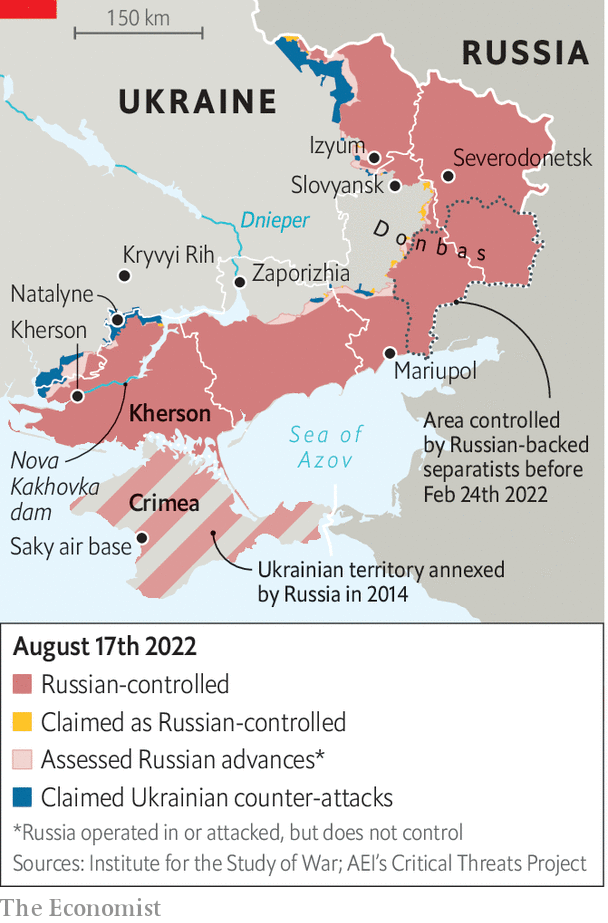 150 km
RUSSIA
UKRAINE
Izyum
Severodonetsk
Slovyansk
Dnieper
Donbas
Kryvyi Rih
Zaporizhia
Natalyne
Kherson
Mariupol
Kherson
Sea of
Azov
Area controlled
by Russian-backed
separatists before
Feb 24th 2022
Nova
Kakhovka
dam
Crimea
Saky air base
Ukrainian territory annexed
by Russia in 2014
August 17th 2022
Russian-controlled
Claimed as Russian-controlled
Assessed Russian advances*
Claimed Ukrainian counter-attacks
*Russia operated in or attacked, but does not control
Sources: Institute for the Study of War; AEI’s Critical Threats Project
The Economist